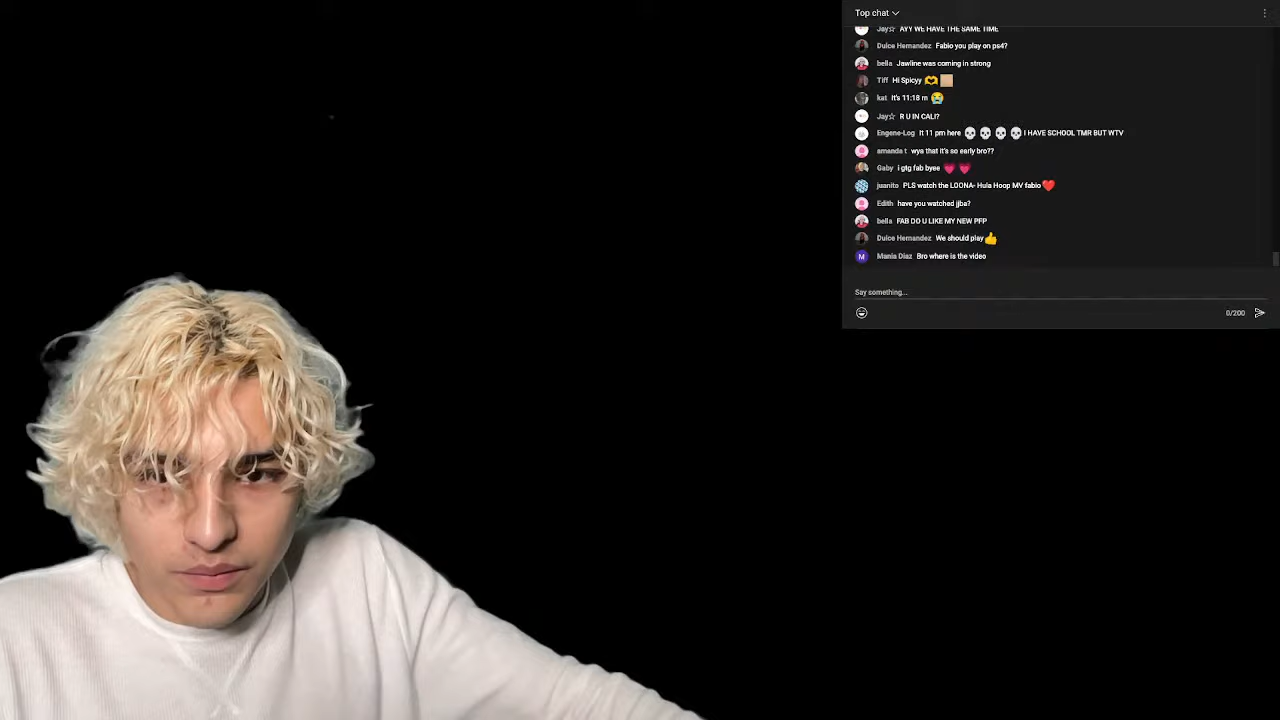 Top chat
Jay☆ AYY WE HAVE THE SAME TIME
Dulce Hernandez Fabio you play on ps4?
bella Jawline was coming in strong
Tiff Hi Spicyy 🫶🏼
kat It's 11:18 rn 😭
Jay☆ R U IN CALI?
Engene-Log It 11 pm here 💀 💀 💀 💀 I HAVE SCHOOL TMR BUT WTV
amanda t wya that it's so early bro??
Gaby i gtg fab byee 💗 💗
juanito PLS watch the LOONA- Hula Hoop MV fabio ❤️
Edith have you watched jjba?
bella FAB DO U LIKE MY NEW PFP
Dulce Hernandez We should play 👍
M Mania Diaz Bro where is the video
Say something...
0/200